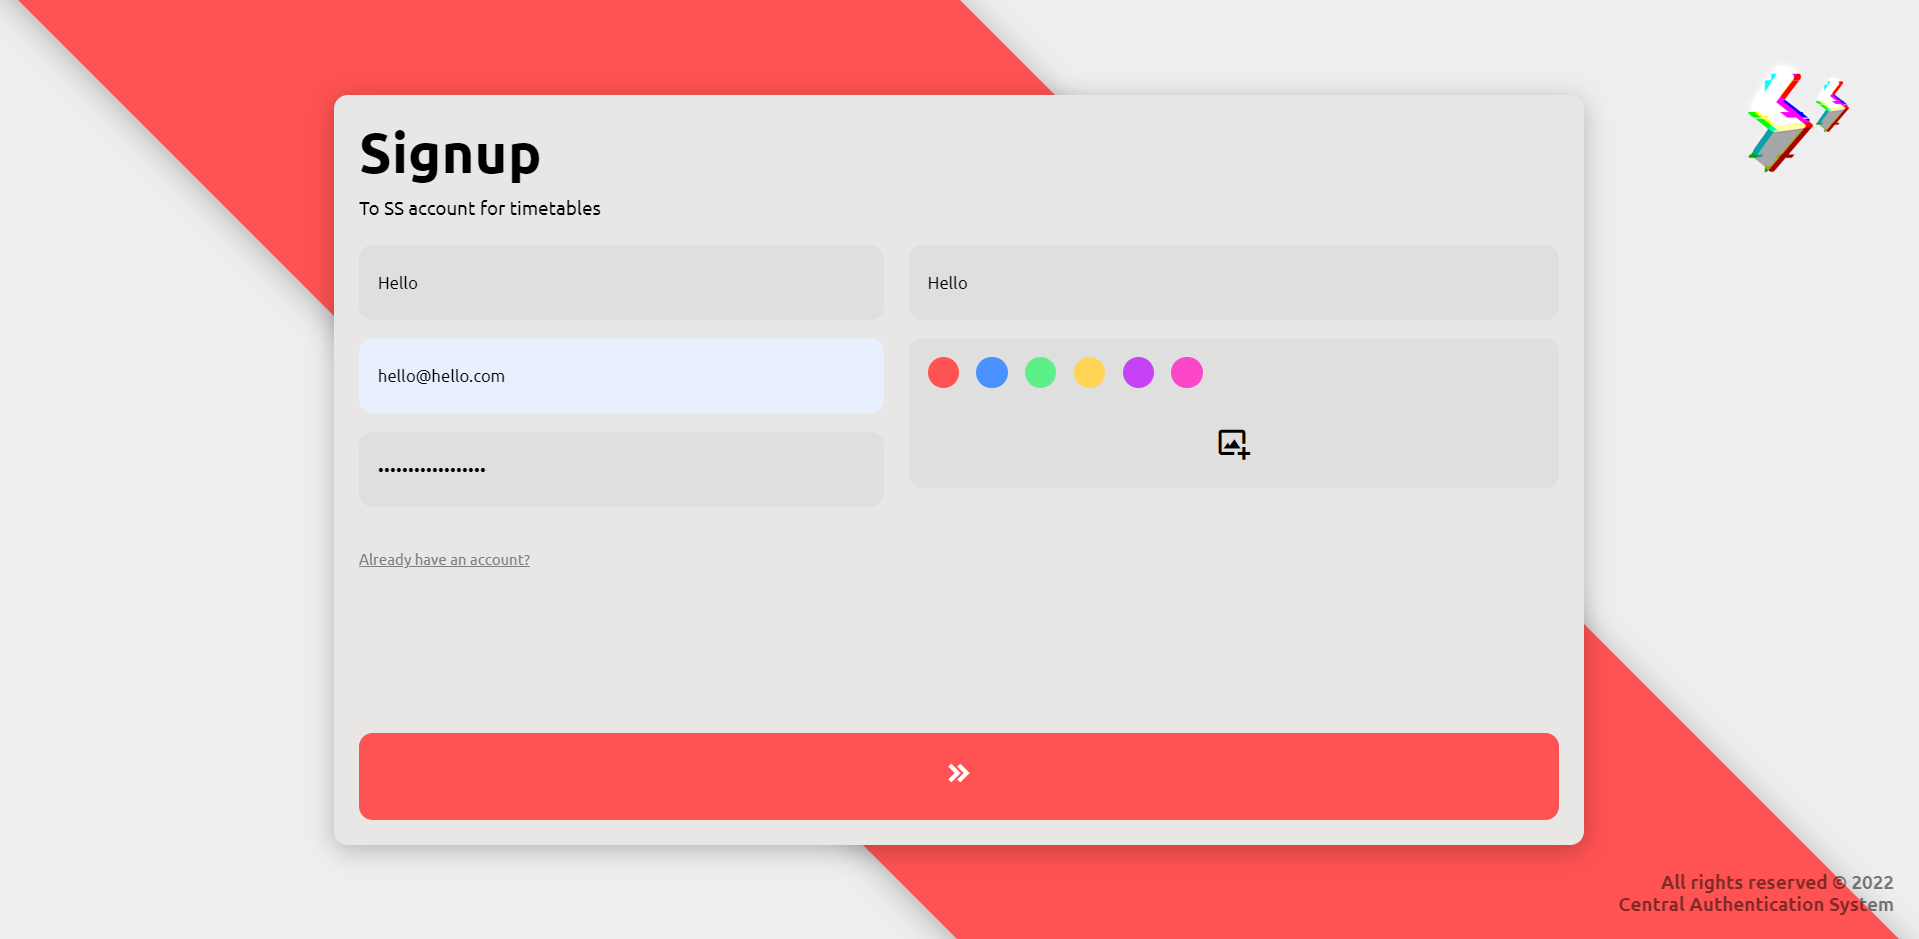 Signup
To SS account for timetables
Hello
Hello
hello@hello.com
••••••••••••••••••
Already have an account?
All rights reserved © 2022
Central Authentication System